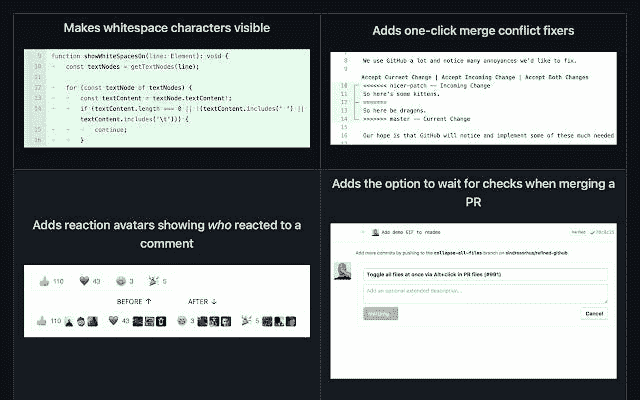 Makes whitespace characters visible
9 function showWhiteSpacesOn(line: Element): void {
10 const textNodes = getTextNodes(line);
11
12 for (const textNode of textNodes) {
13 const textContent = textNode.textContent!;
14 if (textContent.length === 0 || !(textContent.includes(' ') ||
textContent.includes('\t'))) {
15 continue;
16 }
Adds one-click merge conflict fixers
8 We use GitHub a lot and notice many annoyances we'd like to fix.
9
Accept Current Change | Accept Incoming Change | Accept Both Changes
10 <<<<<<< nicer-patch -- Incoming Change
11 So here's some kittens.
12 =======
13 So here be dragons.
14 >>>>>>> master -- Current Change
15
16 Our hope is that GitHub will notice and implement some of these much needed
Adds reaction avatars showing who reacted to a
comment
110 43 3 5
BEFORE ↑ AFTER ↓
110 43 3 5
Adds the option to wait for checks when merging a
PR
Add demo GIF to readme
Add more commits by pushing to the collapse-all-files branch on sindresorhus/refined-github.
Toggle all files at once via Alt+click in PR files (#991)
Add an optional extended description...
Cancel